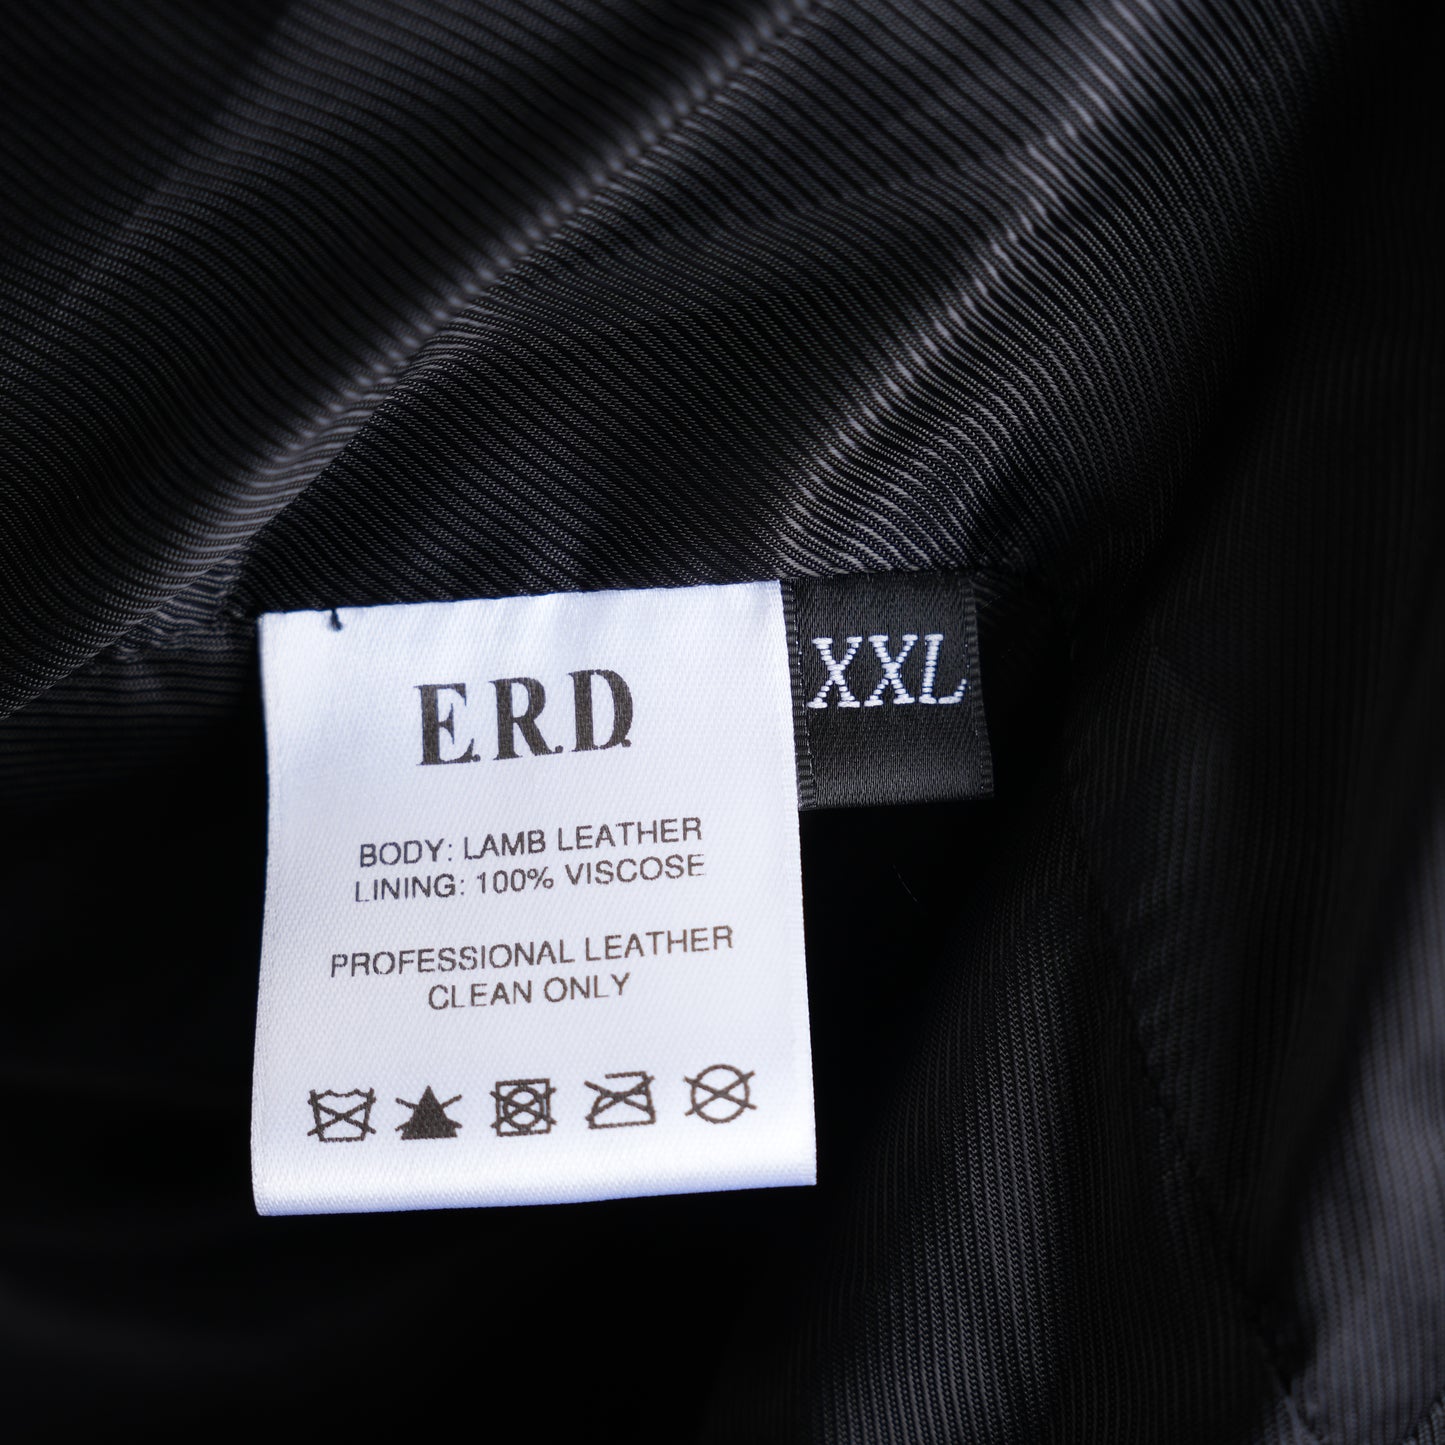 E.R.D.
XXL
BODY: LAMB LEATHER
LINING: 100% VISCOSE
PROFESSIONAL LEATHER
CLEAN ONLY